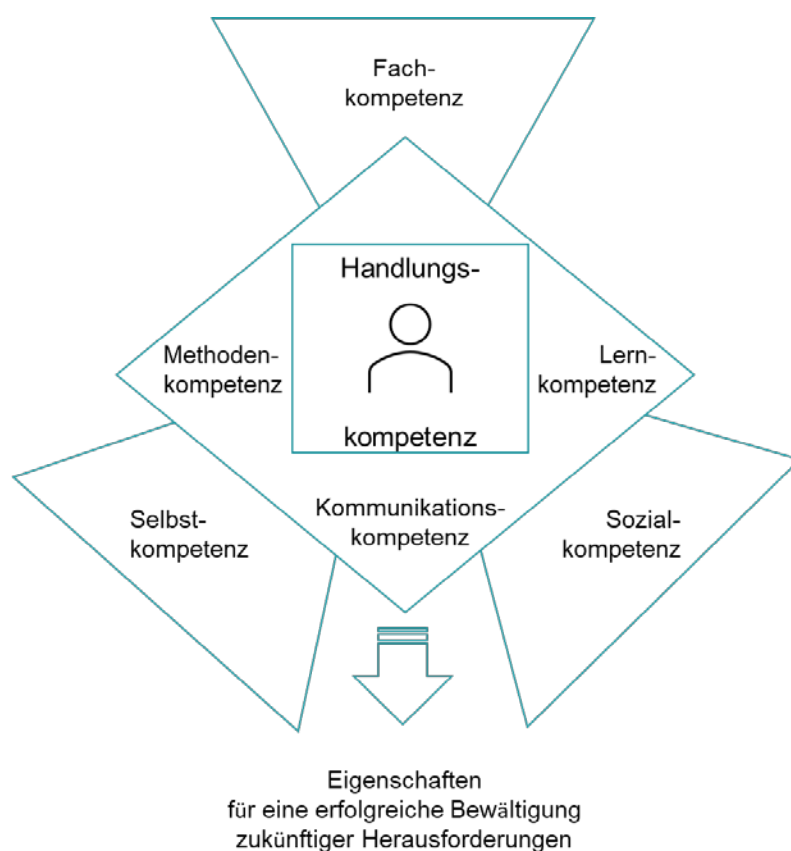 Fach-
kompetenz
Handlungs-
kompetenz
Methoden-
kompetenz
Lern-
kompetenz
Kommunikations-
kompetenz
Selbst-
kompetenz
Sozial-
kompetenz
Eigenschaften
für eine erfolgreiche Bewältigung
zukünftiger Herausforderungen